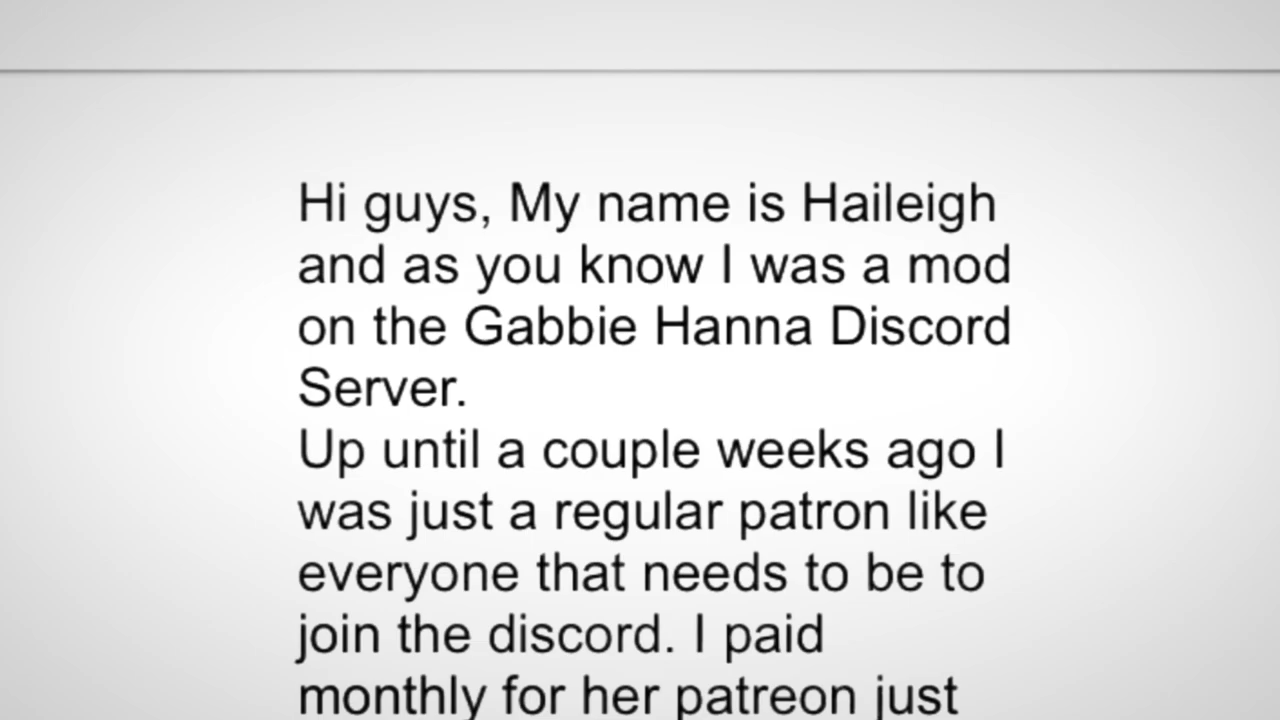 Hi guys, My name is Haileigh
and as you know I was a mod
on the Gabbie Hanna Discord
Server.
Up until a couple weeks ago I
was just a regular patron like
everyone that needs to be to
join the discord. I paid
monthly for her patreon just